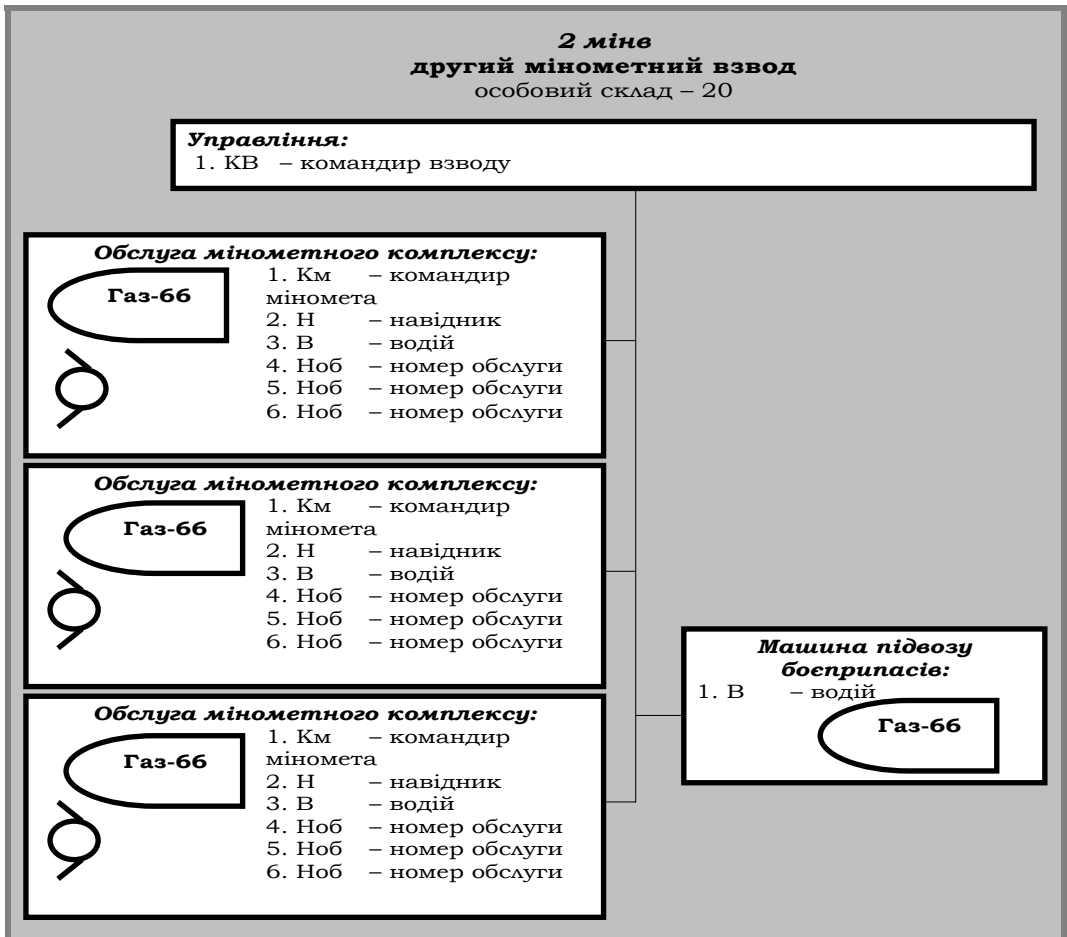 2 мінв
другий мінометний взвод
особовий склад – 20
Управління:
1. КВ – командир взводу
Обслуга мінометного комплексу:
Газ-66
1. Км – командир
міномета
2. Н – навідник
3. В – водій
4. Ноб – номер обслуги
5. Ноб – номер обслуги
6. Ноб – номер обслуги
Обслуга мінометного комплексу:
Газ-66
1. Км – командир
міномета
2. Н – навідник
3. В – водій
4. Ноб – номер обслуги
5. Ноб – номер обслуги
6. Ноб – номер обслуги
Обслуга мінометного комплексу:
Газ-66
1. Км – командир
міномета
2. Н – навідник
3. В – водій
4. Ноб – номер обслуги
5. Ноб – номер обслуги
6. Ноб – номер обслуги
Машина підвозу
боєприпасів:
1. В – водій
Газ-66